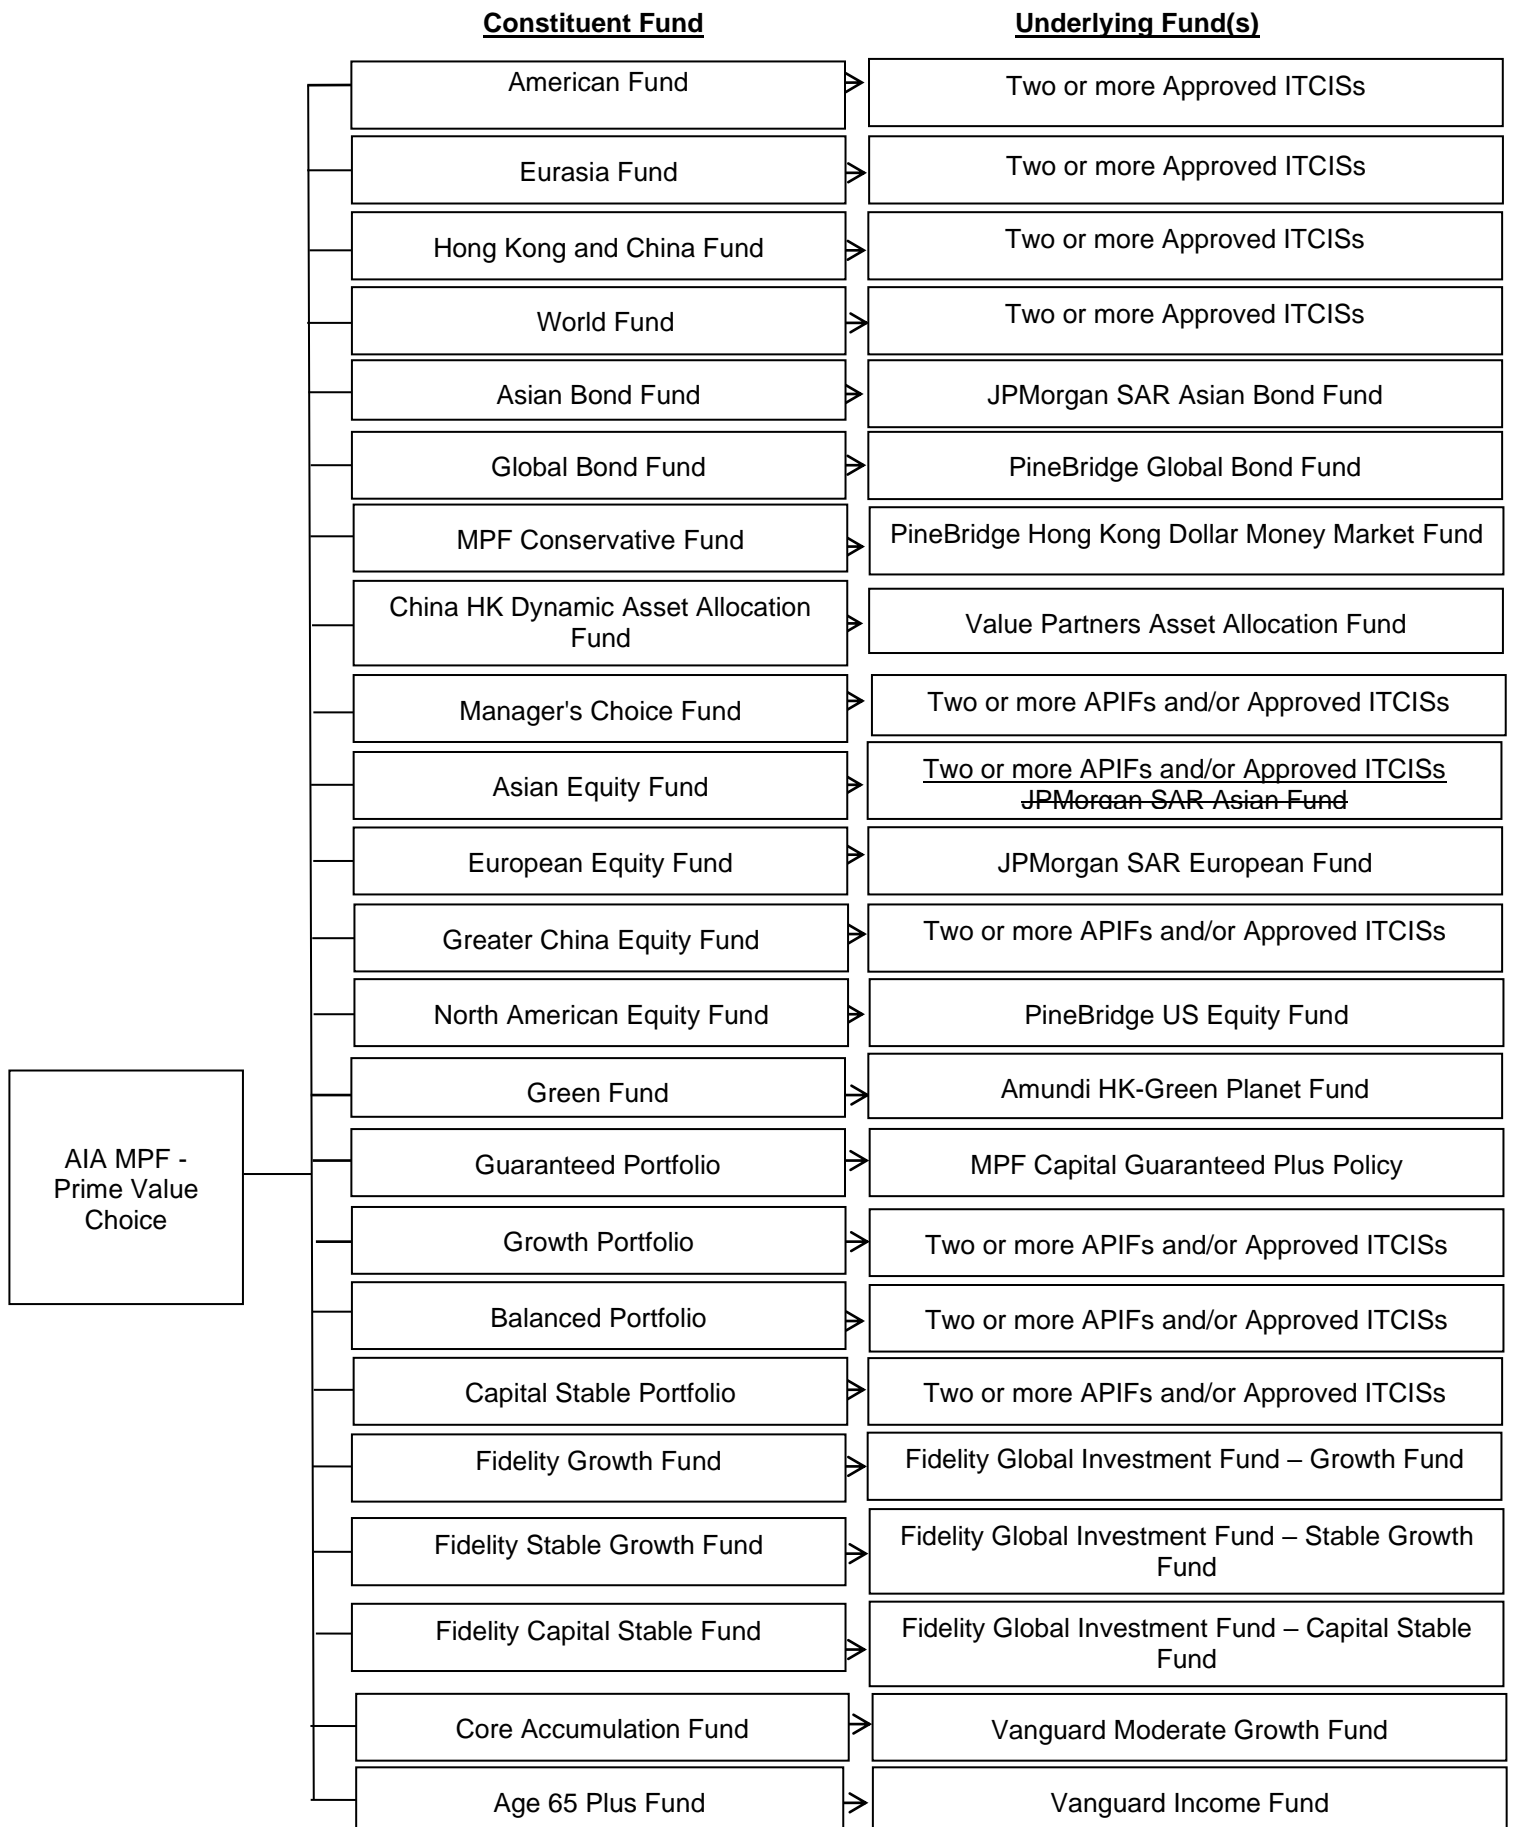 Constituent Fund
Underlying Fund(s)
American Fund
Two or more Approved ITCISs
Eurasia Fund
Two or more Approved ITCISs
Hong Kong and China Fund
Two or more Approved ITCISs
World Fund
Two or more Approved ITCISs
Asian Bond Fund
JPMorgan SAR Asian Bond Fund
Global Bond Fund
PineBridge Global Bond Fund
MPF Conservative Fund
PineBridge Hong Kong Dollar Money Market Fund
China HK Dynamic Asset Allocation
Fund
Value Partners Asset Allocation Fund
Manager's Choice Fund
Two or more APIFs and/or Approved ITCISs
Asian Equity Fund
Two or more APIFs and/or Approved ITCISs
JPMorgan SAR Asian Fund
European Equity Fund
JPMorgan SAR European Fund
Greater China Equity Fund
Two or more APIFs and/or Approved ITCISs
North American Equity Fund
PineBridge US Equity Fund
Green Fund
Amundi HK-Green Planet Fund
AIA MPF -
Prime Value
Choice
Guaranteed Portfolio
MPF Capital Guaranteed Plus Policy
Growth Portfolio
Two or more APIFs and/or Approved ITCISs
Balanced Portfolio
Two or more APIFs and/or Approved ITCISs
Capital Stable Portfolio
Two or more APIFs and/or Approved ITCISs
Fidelity Growth Fund
Fidelity Global Investment Fund – Growth Fund
Fidelity Stable Growth Fund
Fidelity Global Investment Fund – Stable Growth
Fund
Fidelity Capital Stable Fund
Fidelity Global Investment Fund – Capital Stable
Fund
Core Accumulation Fund
Vanguard Moderate Growth Fund
Age 65 Plus Fund
Vanguard Income Fund